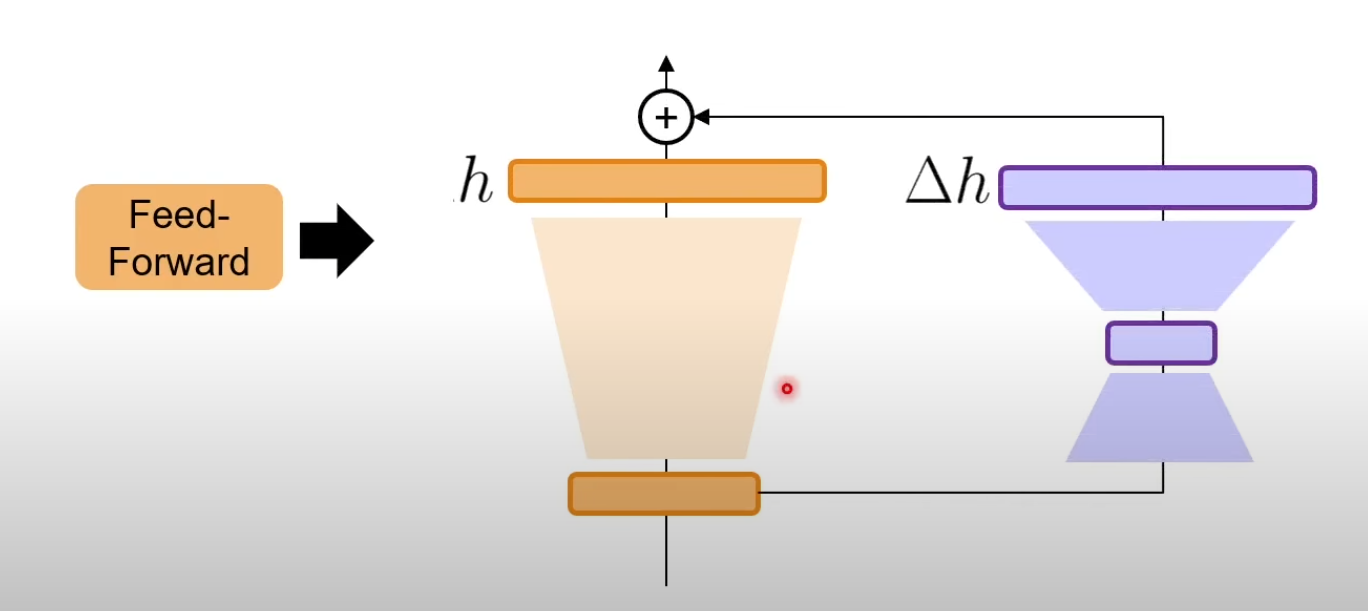 Feed-
Forward
+
h
Δh